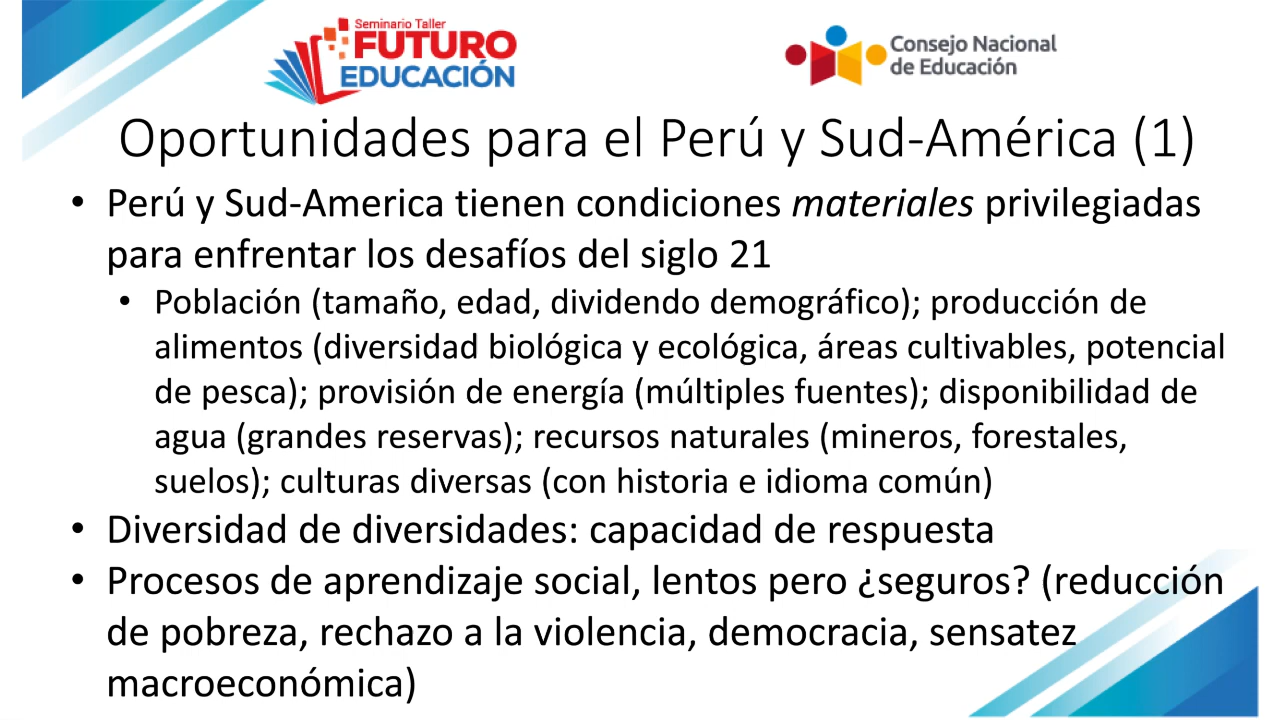 Seminario Taller
FUTURO
EDUCACIÓN
Consejo Nacional
de Educación
Oportunidades para el Perú y Sud-América (1)
• Perú y Sud-America tienen condiciones materiales privilegiadas
para enfrentar los desafíos del siglo 21
• Población (tamaño, edad, dividendo demográfico); producción de
alimentos (diversidad biológica y ecológica, áreas cultivables, potencial
de pesca); provisión de energía (múltiples fuentes); disponibilidad de
agua (grandes reservas); recursos naturales (mineros, forestales,
suelos); culturas diversas (con historia e idioma común)
• Diversidad de diversidades: capacidad de respuesta
• Procesos de aprendizaje social, lentos pero ¿seguros? (reducción
de pobreza, rechazo a la violencia, democracia, sensatez
macroeconómica)